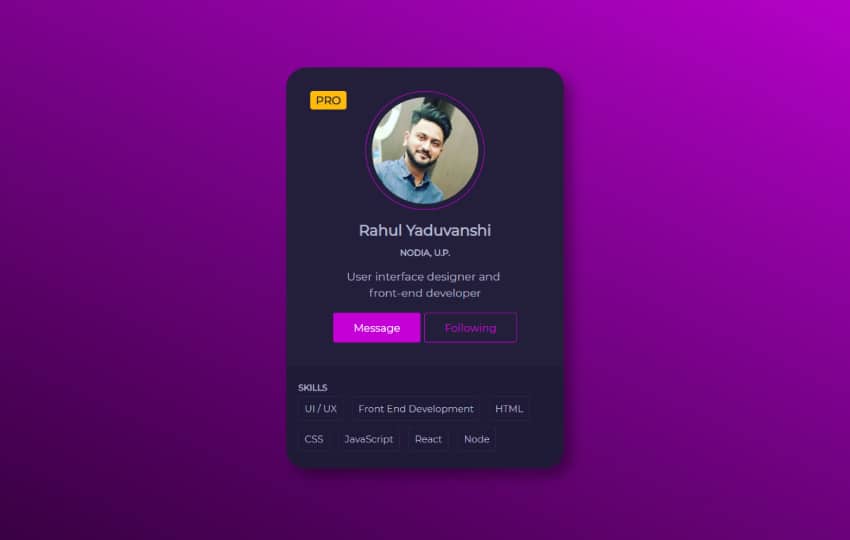 PRO
Rahul Yaduvanshi
NODIA, U.P.
User interface designer and
front-end developer
Message Following
SKILLS
UI / UX Front End Development HTML
CSS JavaScript React Node